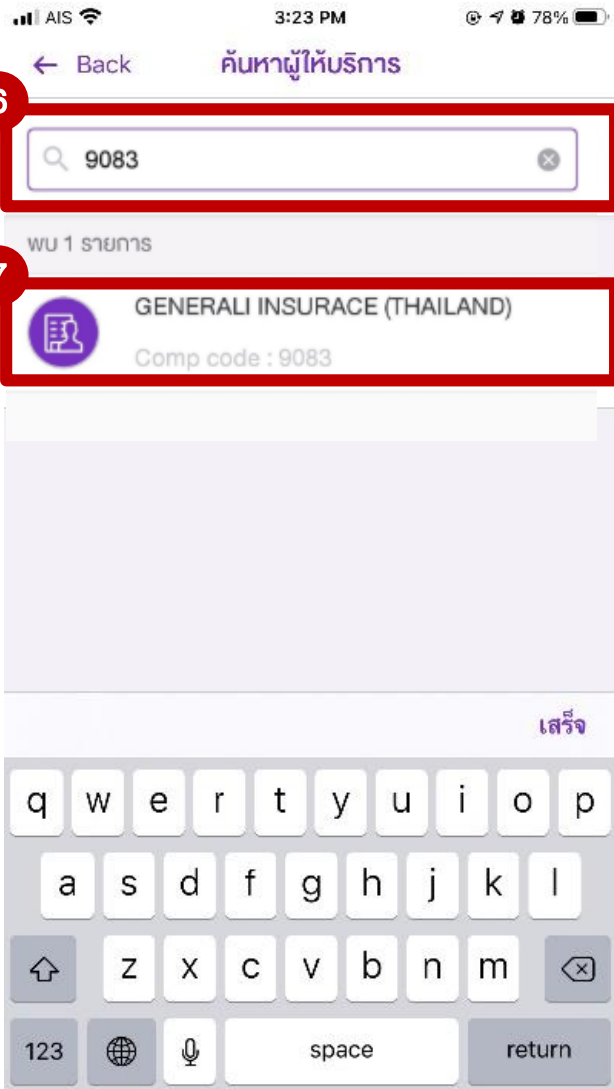 AIS 3:23 PM 78%
← Back ค้นหาผู้ให้บริการ
6
9083
พบ 1 รายการ
7
GENERALI INSURACE (THAILAND)
Comp code : 9083
เสร็จ
q w e r t y u i o p
a s d f g h j k l
z x c v b n m
123 space return